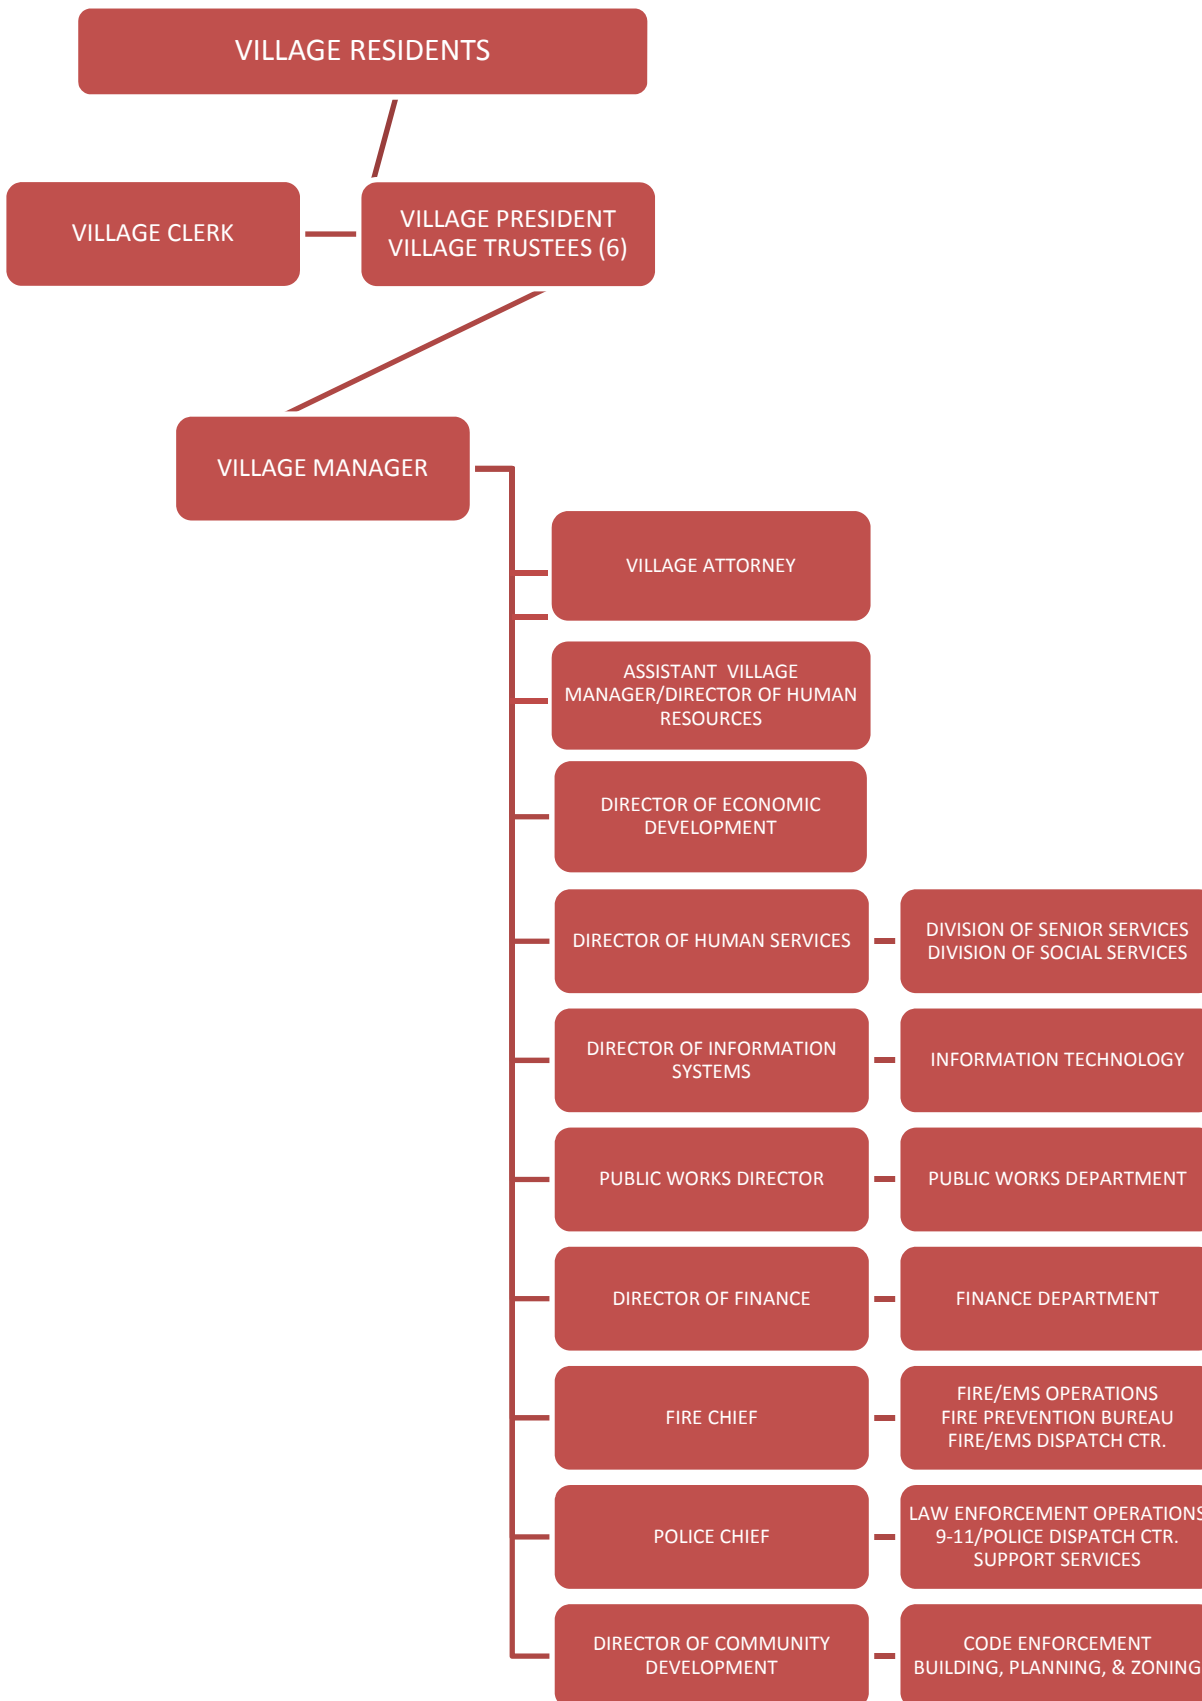 VILLAGE RESIDENTS
VILLAGE CLERK
VILLAGE PRESIDENT
VILLAGE TRUSTEES (6)
VILLAGE MANAGER
VILLAGE ATTORNEY
ASSISTANT VILLAGE
MANAGER/DIRECTOR OF HUMAN
RESOURCES
DIRECTOR OF ECONOMIC
DEVELOPMENT
DIRECTOR OF HUMAN SERVICES
DIVISION OF SENIOR SERVICES
DIVISION OF SOCIAL SERVICES
DIRECTOR OF INFORMATION
SYSTEMS
INFORMATION TECHNOLOGY
PUBLIC WORKS DIRECTOR
PUBLIC WORKS DEPARTMENT
DIRECTOR OF FINANCE
FINANCE DEPARTMENT
FIRE CHIEF
FIRE/EMS OPERATIONS
FIRE PREVENTION BUREAU
FIRE/EMS DISPATCH CTR.
POLICE CHIEF
LAW ENFORCEMENT OPERATIONS
9-11/POLICE DISPATCH CTR.
SUPPORT SERVICES
DIRECTOR OF COMMUNITY
DEVELOPMENT
CODE ENFORCEMENT
BUILDING, PLANNING, & ZONING